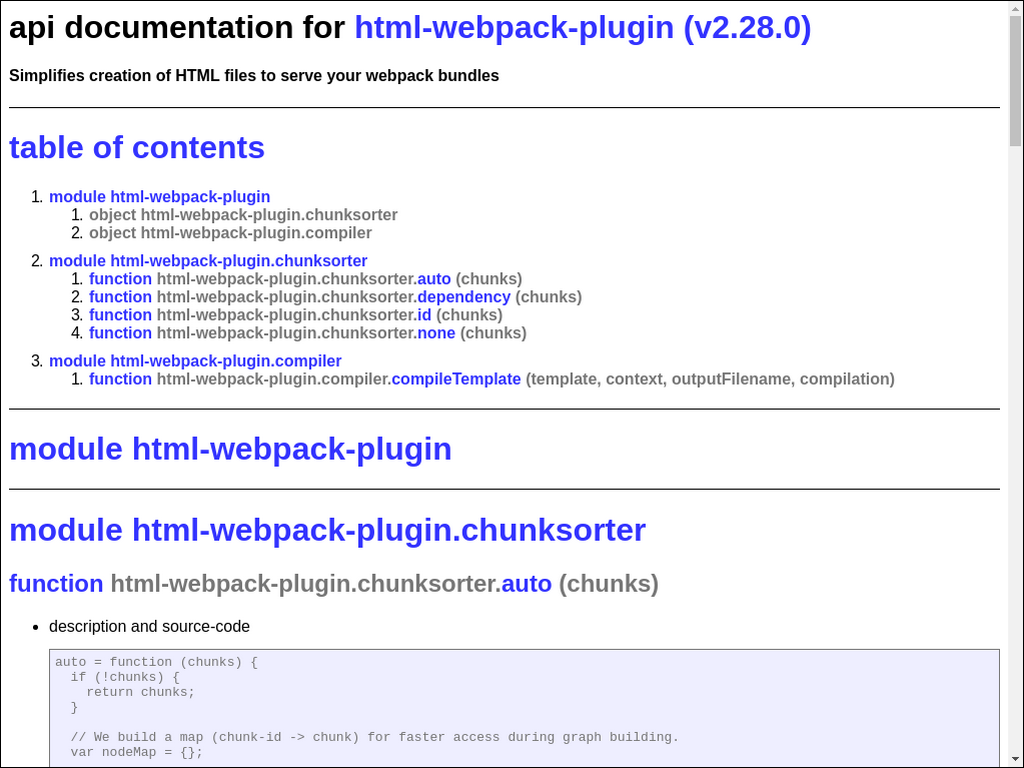 api documentation for html-webpack-plugin (v2.28.0)
Simplifies creation of HTML files to serve your webpack bundles
table of contents
1. module html-webpack-plugin
1. object html-webpack-plugin.chunksorter
2. object html-webpack-plugin.compiler
2. module html-webpack-plugin.chunksorter
1. function html-webpack-plugin.chunksorter.auto (chunks)
2. function html-webpack-plugin.chunksorter.dependency (chunks)
3. function html-webpack-plugin.chunksorter.id (chunks)
4. function html-webpack-plugin.chunksorter.none (chunks)
3. module html-webpack-plugin.compiler
1. function html-webpack-plugin.compiler.compileTemplate (template, context, outputFilename, compilation)
module html-webpack-plugin
module html-webpack-plugin.chunksorter
function html-webpack-plugin.chunksorter.auto (chunks)
• description and source-code
auto = function (chunks) {
  if (!chunks) {
    return chunks;
  }
  // We build a map (chunk-id -> chunk) for faster access during graph building.
  var nodeMap = {};